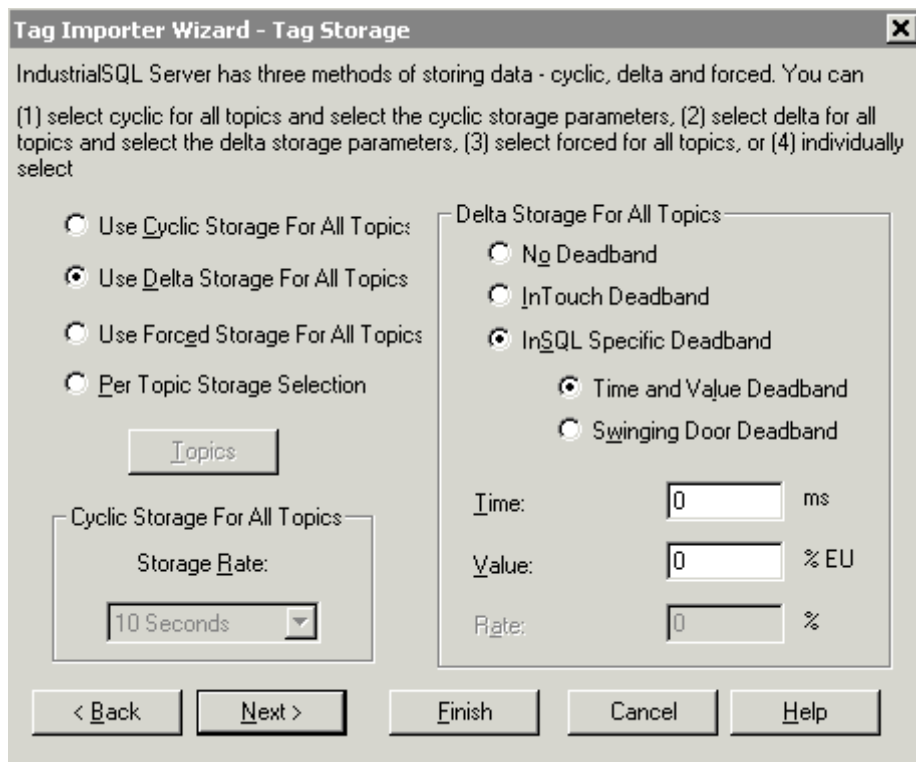 Tag Importer Wizard - Tag Storage
IndustrialSQL Server has three methods of storing data - cyclic, delta and forced. You can
(1) select cyclic for all topics and select the cyclic storage parameters, (2) select delta for all
topics and select the delta storage parameters, (3) select forced for all topics, or (4) individually
select
Use Cyclic Storage For All Topics
Use Delta Storage For All Topics
Use Forced Storage For All Topics
Per Topic Storage Selection
Topics
Cyclic Storage For All Topics
Storage Rate:
10 Seconds
Delta Storage For All Topics
No Deadband
InTouch Deadband
InSQL Specific Deadband
Time and Value Deadband
Swinging Door Deadband
Time: 0 ms
Value: 0 % EU
Rate: 0 %
< Back Next > Finish Cancel Help